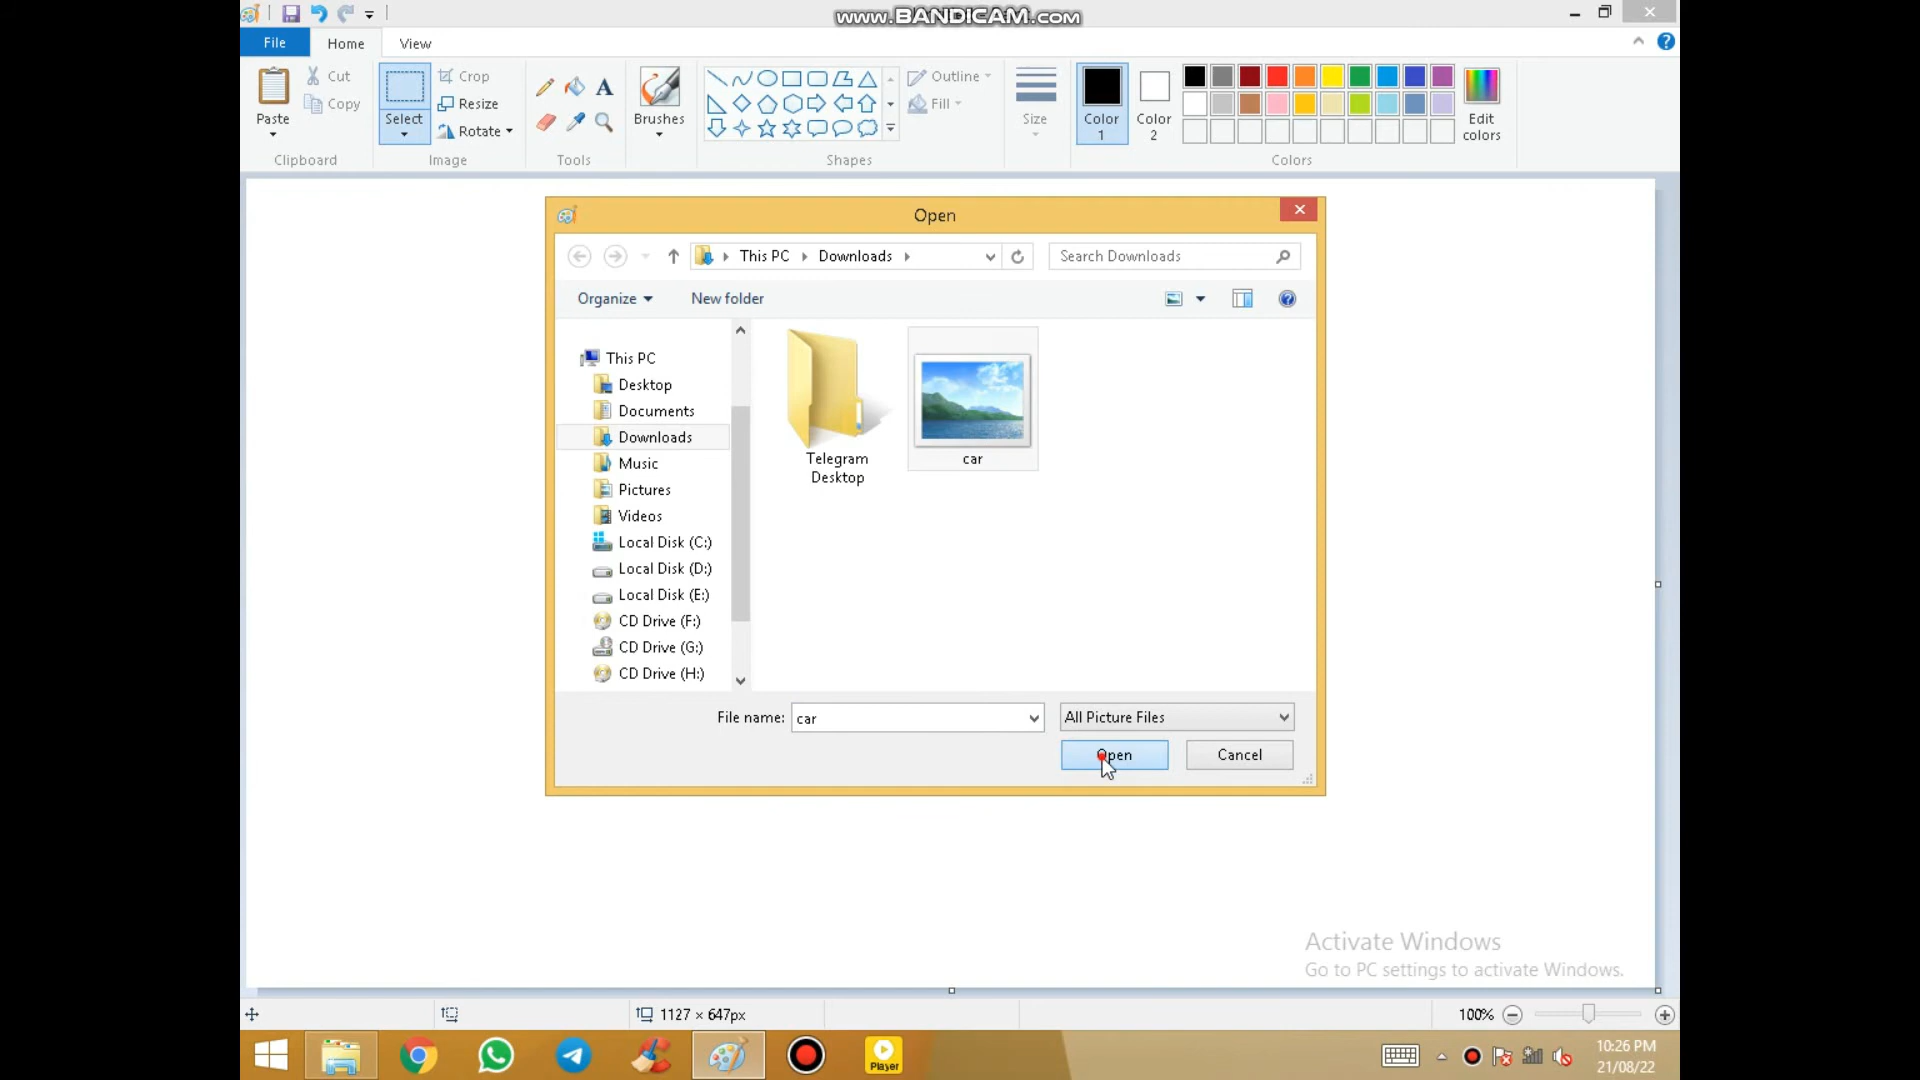 www.BANDICAM.com
File
Home
View
Paste
Cut
Copy
Clipboard
Select
Crop
Resize
Rotate
Image
A
Tools
Brushes
Shapes
Outline
Fill
Size
Color 1
Color 2
Edit colors
Colors
Open
This PC
Downloads
Search Downloads
Organize
New folder
This PC
Desktop
Documents
Downloads
Music
Pictures
Videos
Local Disk (C:)
Local Disk (D:)
Local Disk (E:)
CD Drive (F:)
CD Drive (G:)
CD Drive (H:)
Telegram
Desktop
car
File name:
car
All Picture Files
Open
Cancel
Activate Windows
Go to PC settings to activate Windows.
1127 × 647px
100%
Player
10:26 PM
21/08/22